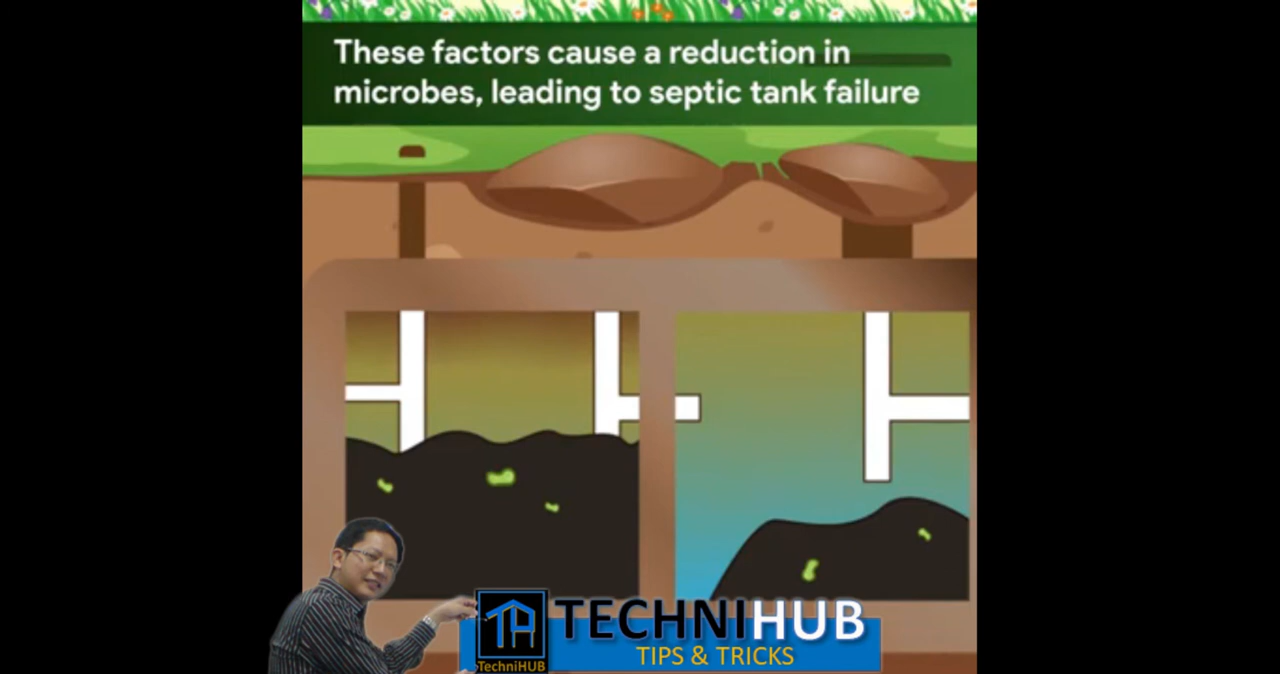 These factors cause a reduction in
microbes, leading to septic tank failure
TECHNIHUB
TIPS & TRICKS
TechniHUB